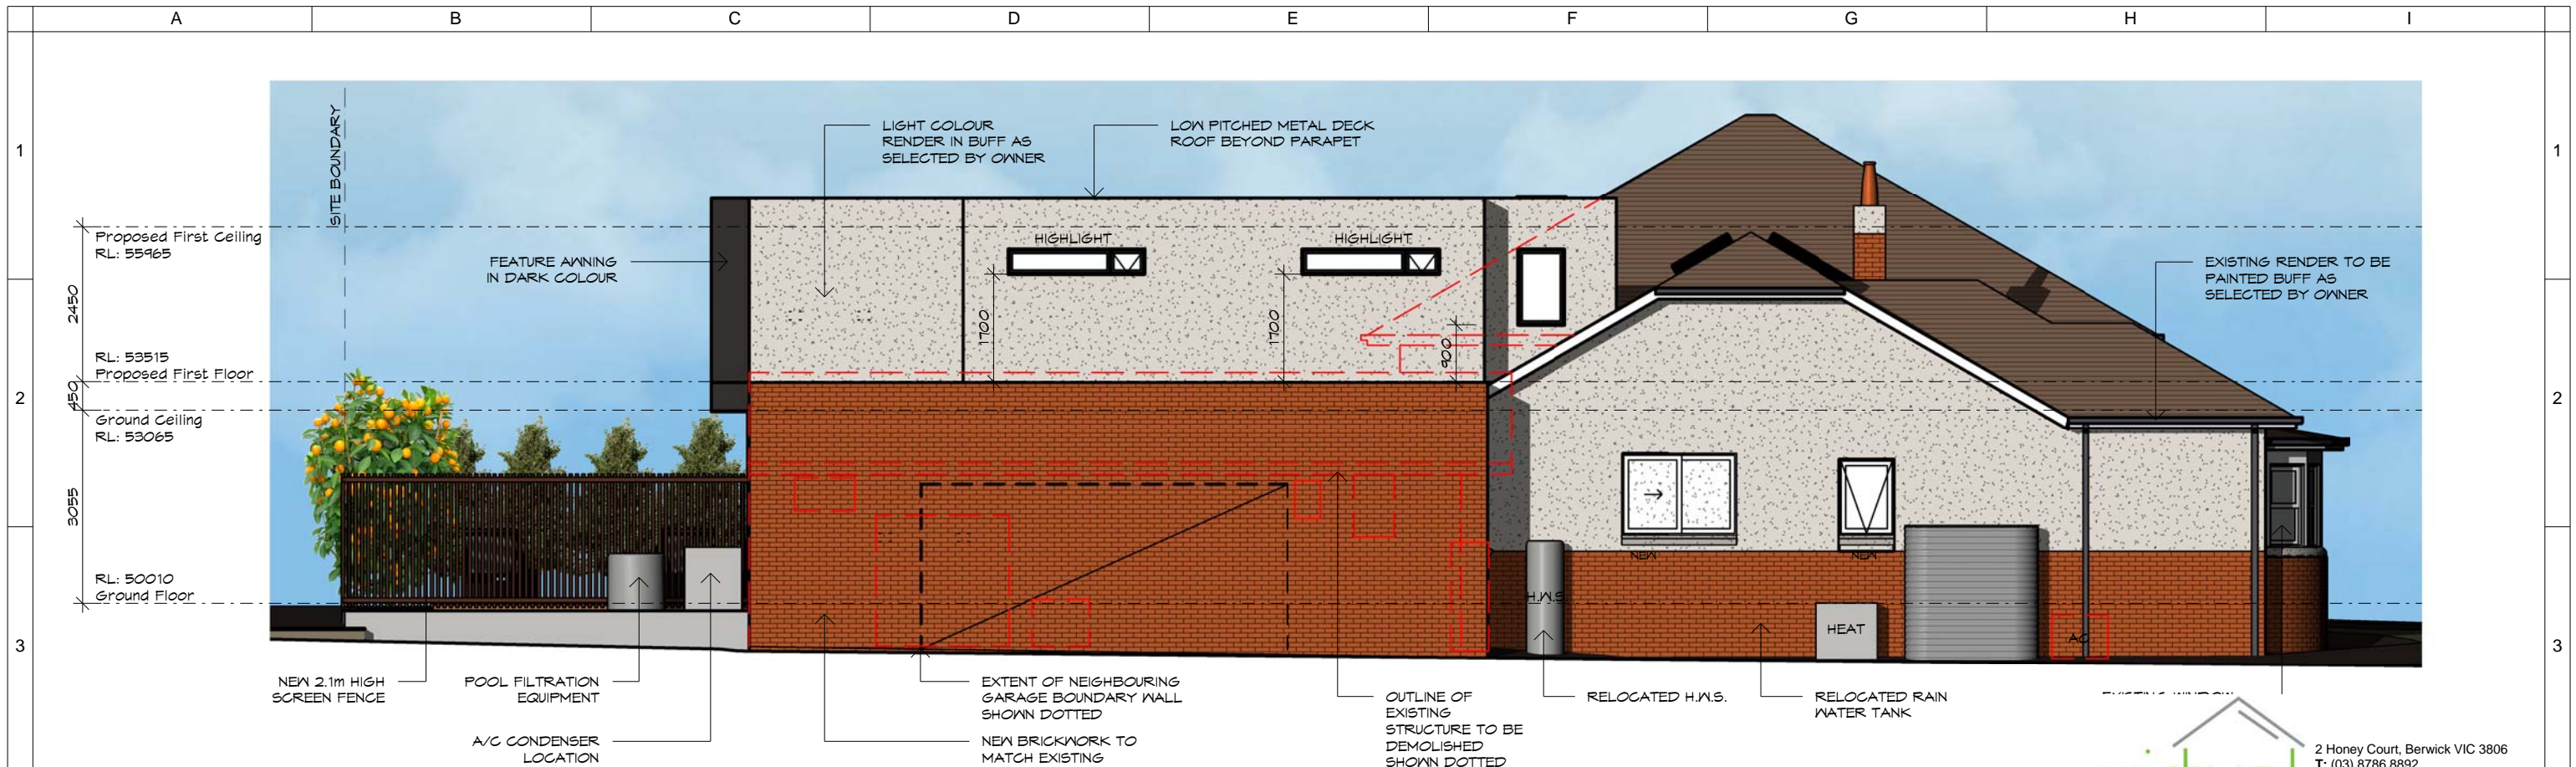 A B C D E F G H I
1
1
SITE BOUNDARY
LIGHT COLOUR
RENDER IN BUFF AS
SELECTED BY OWNER
LOW PITCHED METAL DECK
ROOF BEYOND PARAPET
Proposed First Ceiling
RL: 55965
FEATURE AWNING
IN DARK COLOUR
HIGHLIGHT
HIGHLIGHT
EXISTING RENDER TO BE
PAINTED BUFF AS
SELECTED BY OWNER
2450
1700
1700
900
RL: 53515
Proposed First Floor
2
2
450
Ground Ceiling
RL: 53065
3055
NEW
NEW
RL: 50010
Ground Floor
H.W.S
HEAT
AC
3
3
NEW 2.1m HIGH
SCREEN FENCE
POOL FILTRATION
EQUIPMENT
A/C CONDENSER
LOCATION
EXTENT OF NEIGHBOURING
GARAGE BOUNDARY WALL
SHOWN DOTTED
NEW BRICKWORK TO
MATCH EXISTING
OUTLINE OF
EXISTING
STRUCTURE TO BE
DEMOLISHED
SHOWN DOTTED
RELOCATED H.W.S.
RELOCATED RAIN
WATER TANK
EXISTING WINDOW
2 Honey Court, Berwick VIC 3806
T: (03) 8786 8892